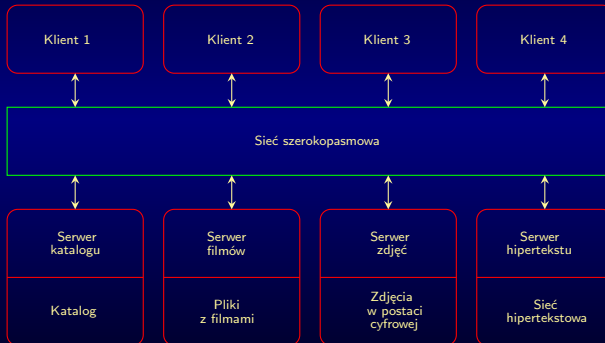 Klient 1
Klient 2
Klient 3
Klient 4
Sieć szerokopasmowa
Serwer
katalogu
Serwer
filmów
Serwer
zdjęć
Serwer
hipertekstu
Katalog
Pliki
z filmami
Zdjęcia
w postaci
cyfrowej
Sieć
hipertekstowa